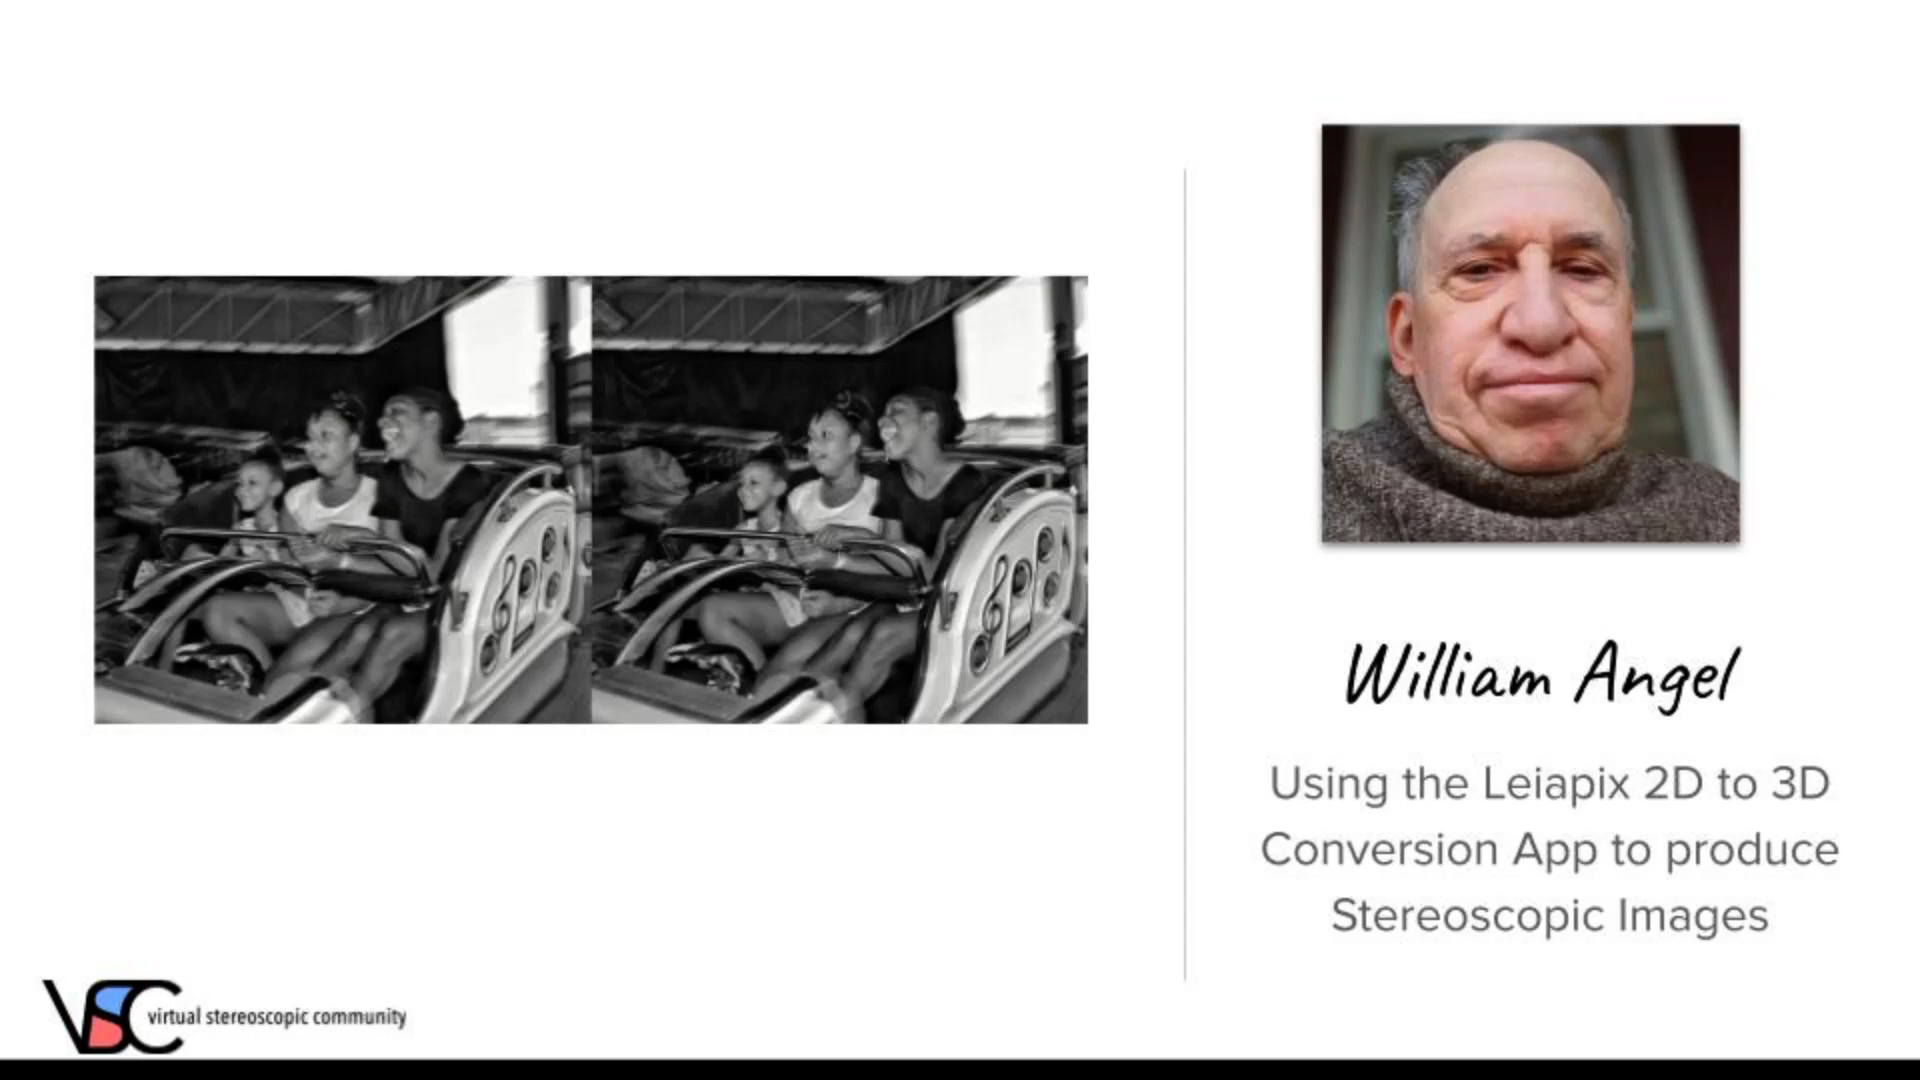 William Angel
Using the Leiapix 2D to 3D
Conversion App to produce
Stereoscopic Images
VSC virtual stereoscopic community